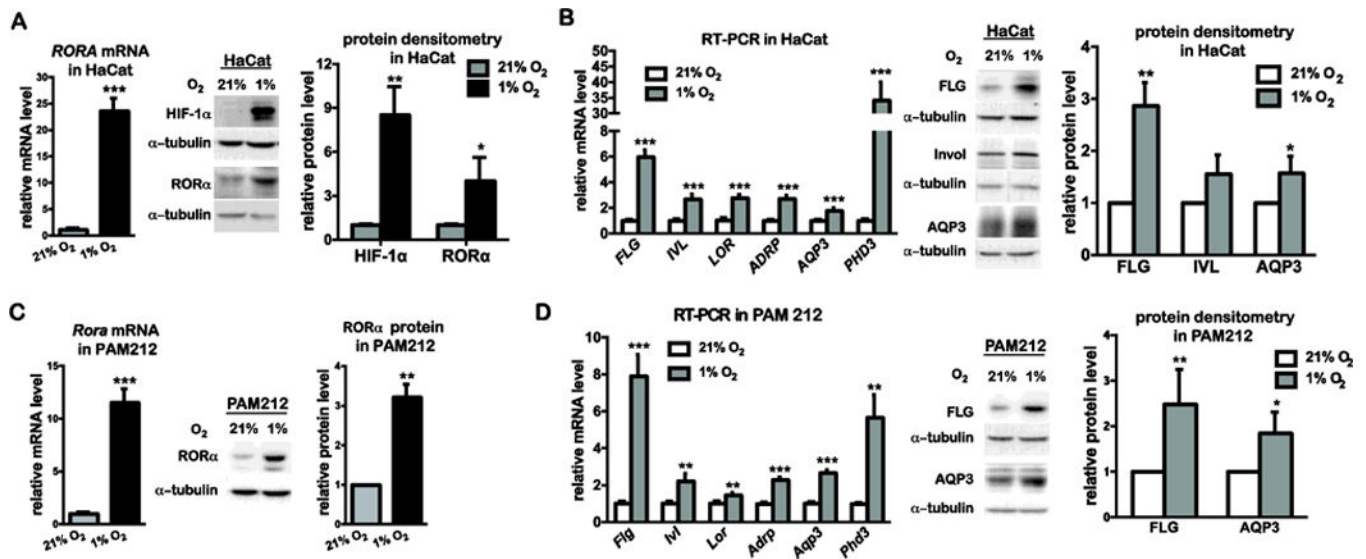 A
RORA mRNA
in HaCat
relative mRNA level
30
25
20
15
10
5
0
***
21% O2
1% O2
HaCat
O2
21% 1%
HIF-1α
α-tubulin
RORα
α-tubulin
protein densitometry
in HaCat
21% O2
1% O2
relative protein level
12
10
8
6
4
2
0
**
*
HIF-1α RORα
B
RT-PCR in HaCat
21% O2
1% O2
relative mRNA level
50
45
40
35
30
8
6
4
2
0
***
***
***
***
***
***
FLG IVL LOR ADRP AQP3 PHD3
HaCat
O2 21% 1%
FLG
α-tubulin
Invol
α-tubulin
AQP3
α-tubulin
protein densitometry
in HaCat
21% O2
1% O2
relative protein level
4
3
2
1
0
**
*
FLG IVL AQP3
C
Rora mRNA
in PAM212
relative mRNA level
15
10
5
0
***
21% O2
1% O2
PAM212
O2
21% 1%
RORα
α-tubulin
RORα protein
in PAM212
relative protein level
4
3
2
1
0
**
21% O2
1% O2
D
RT-PCR in PAM 212
21% O2
1% O2
relative mRNA level
10
8
6
4
2
0
***
**
**
***
***
**
Flg Ivl Lor Adrp Aqp3 Phd3
PAM212
O2 21% 1%
FLG
α-tubulin
AQP3
α-tubulin
protein densitometry
in PAM212
21% O2
1% O2
relative protein level
4
3
2
1
0
**
*
FLG AQP3